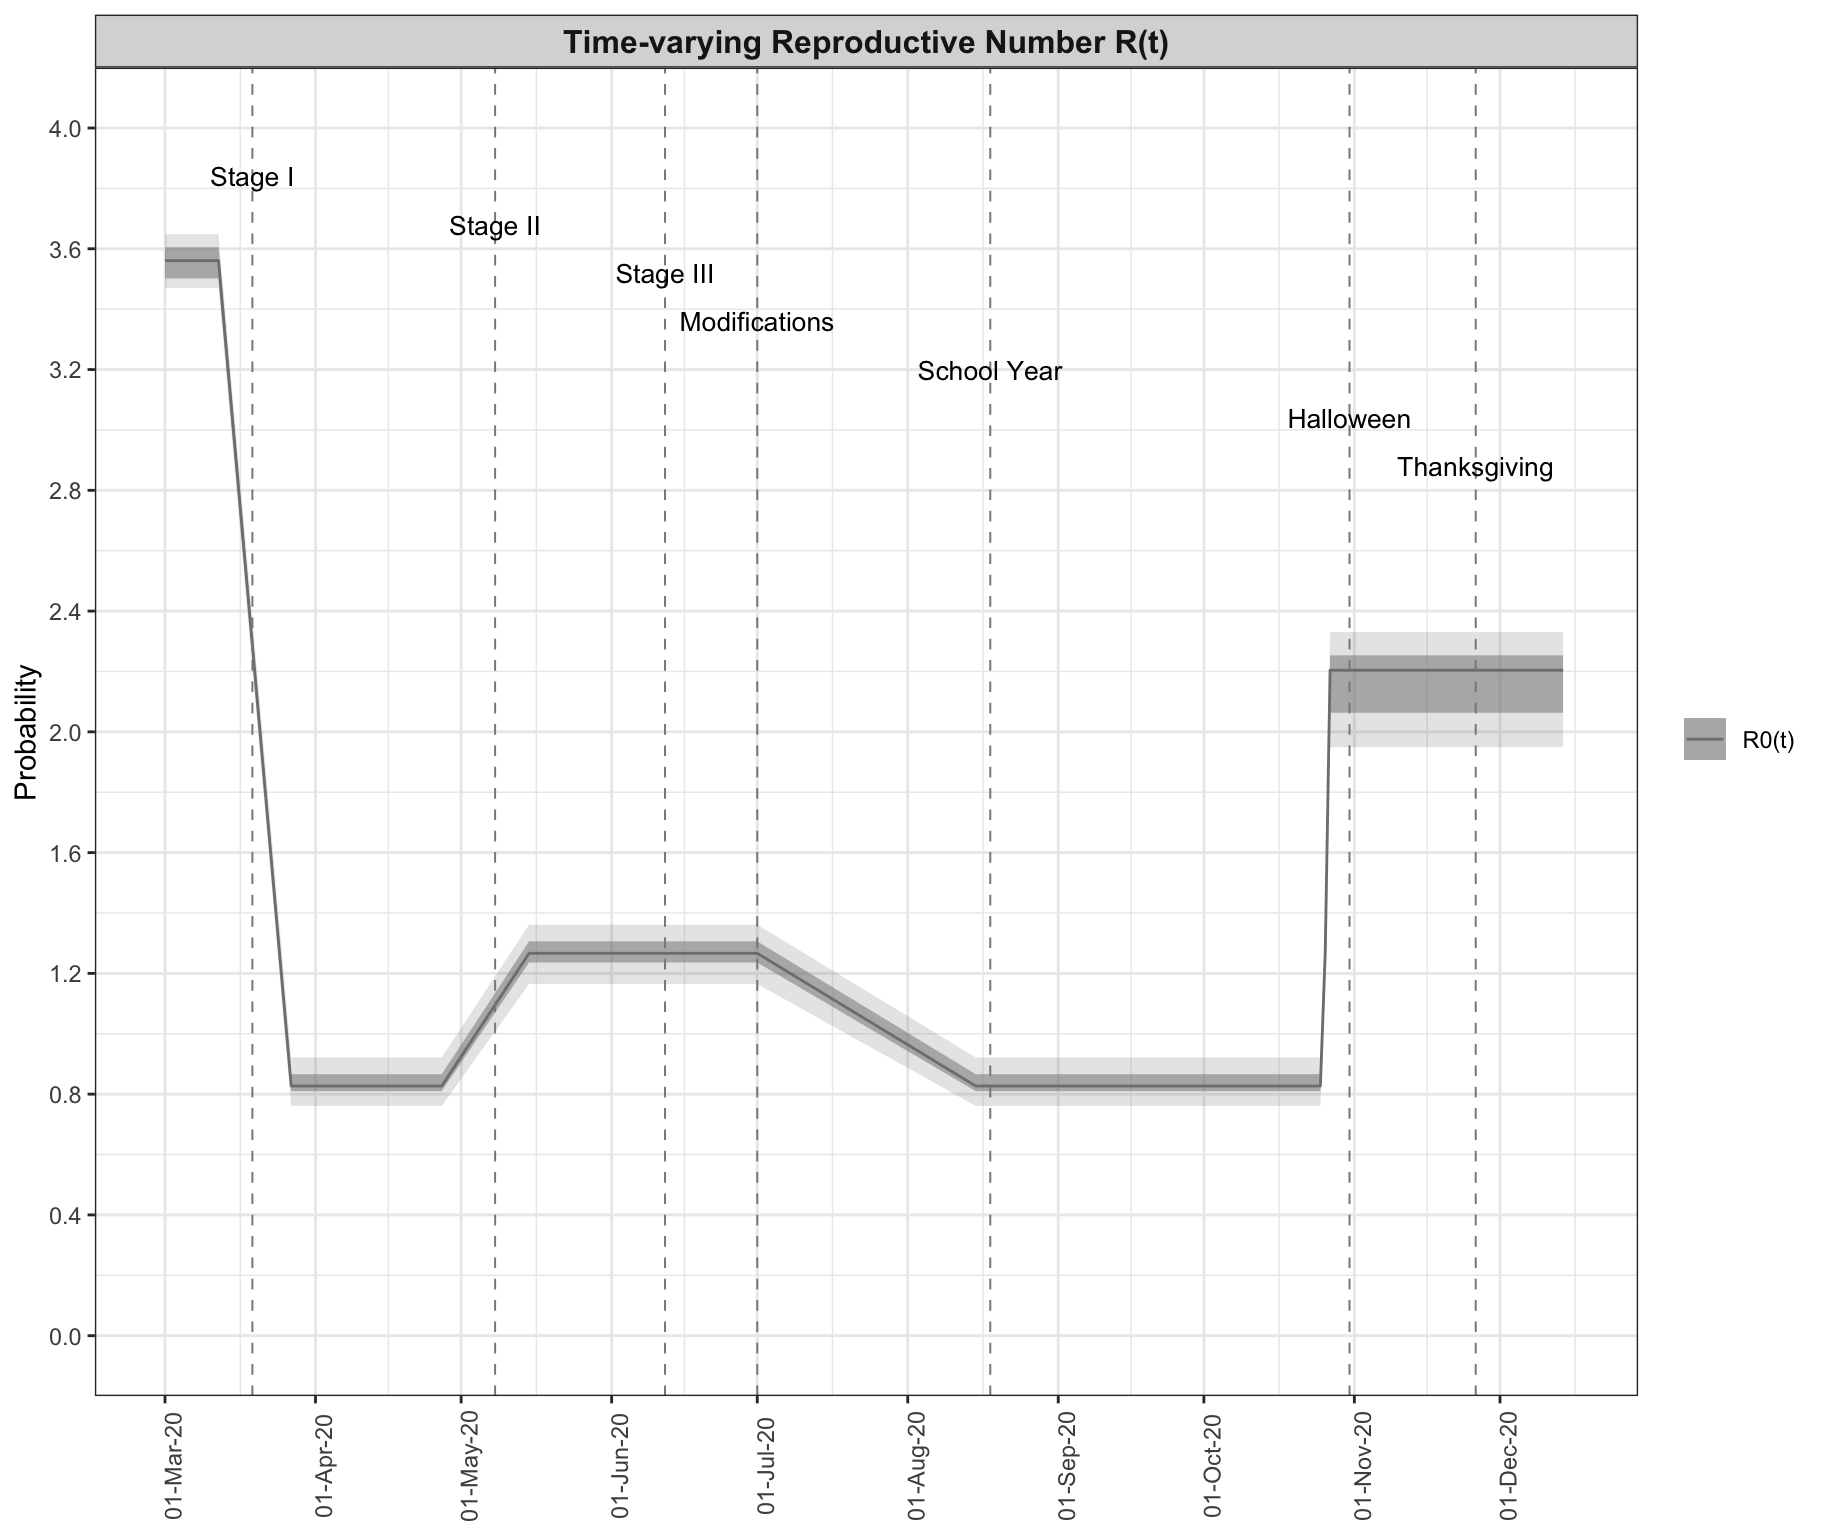 Time-varying Reproductive Number R(t)
4.0
3.6
3.2
2.8
2.4
2.0
1.6
1.2
0.8
0.4
0.0
Probability
Stage I
Stage II
Stage III
Modifications
School Year
Halloween
Thanksgiving
R0(t)
01-Mar-20
01-Apr-20
01-May-20
01-Jun-20
01-Jul-20
01-Aug-20
01-Sep-20
01-Oct-20
01-Nov-20
01-Dec-20